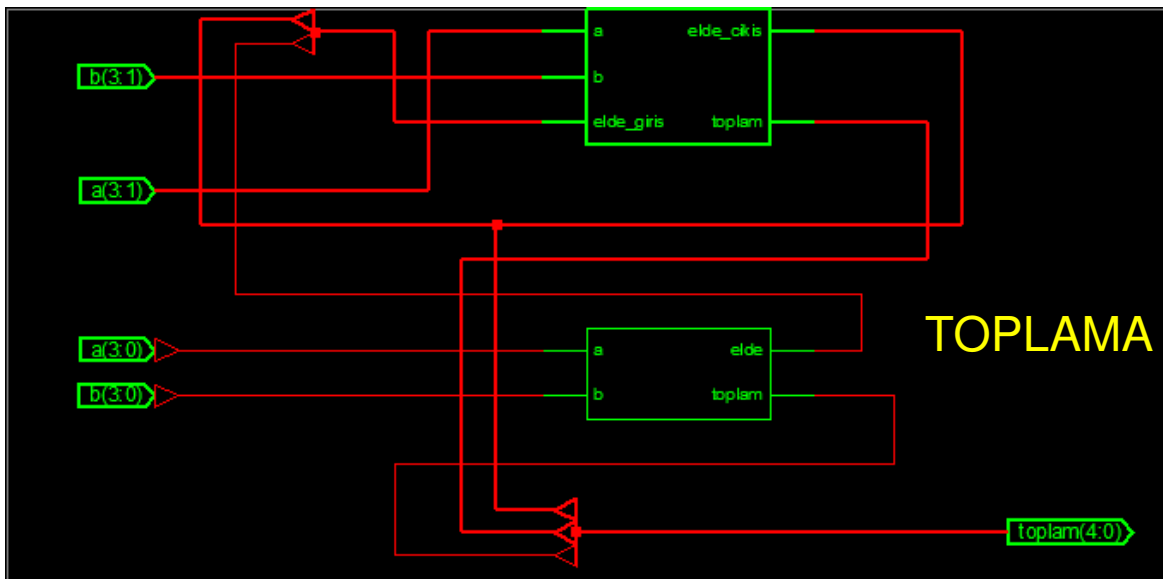 a elde_cikis
b(3:1) b
elde_giris toplam
a(3:1)
TOPLAMA
a(3:0) a elde
b(3:0) b toplam
toplam(4:0)